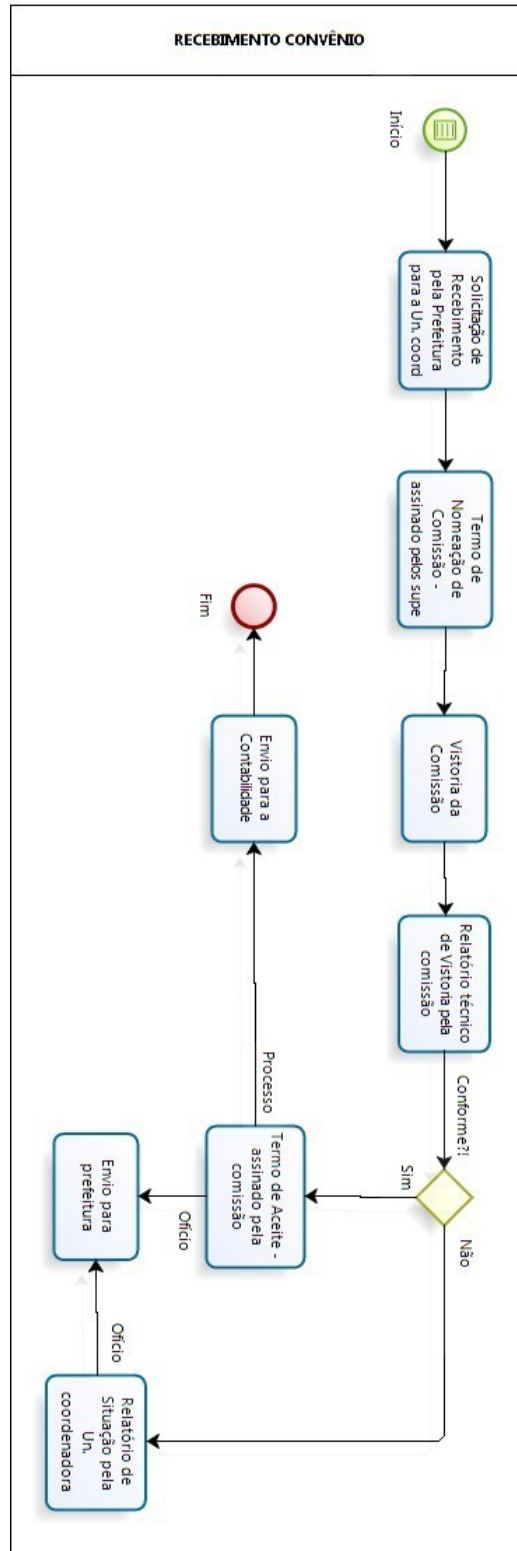 RECEBIMENTO CONVÊNIO
Início
Solicitação de
Recebimento
pela Prefeitura
para a Un. coord
Termo de
Nomeação de
Comissão -
assinado pelos supe
Vistoria da
Comissão
Relatório técnico
de Vistoria pela
comissão
Conforme?!
Sim
Não
Termo de Aceite -
assinado pela
comissão
Processo
Ofício
Envio para a
Contabilidade
Fim
Envio para
prefeitura
Ofício
Relatório de
Situação pela
Un.
coordenadora